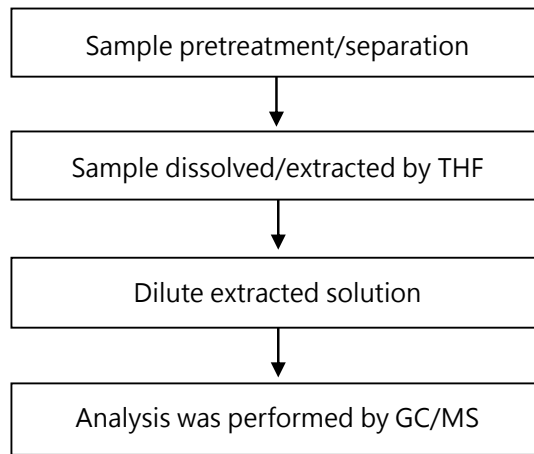 Sample pretreatment/separation
Sample dissolved/extracted by THF
Dilute extracted solution
Analysis was performed by GC/MS